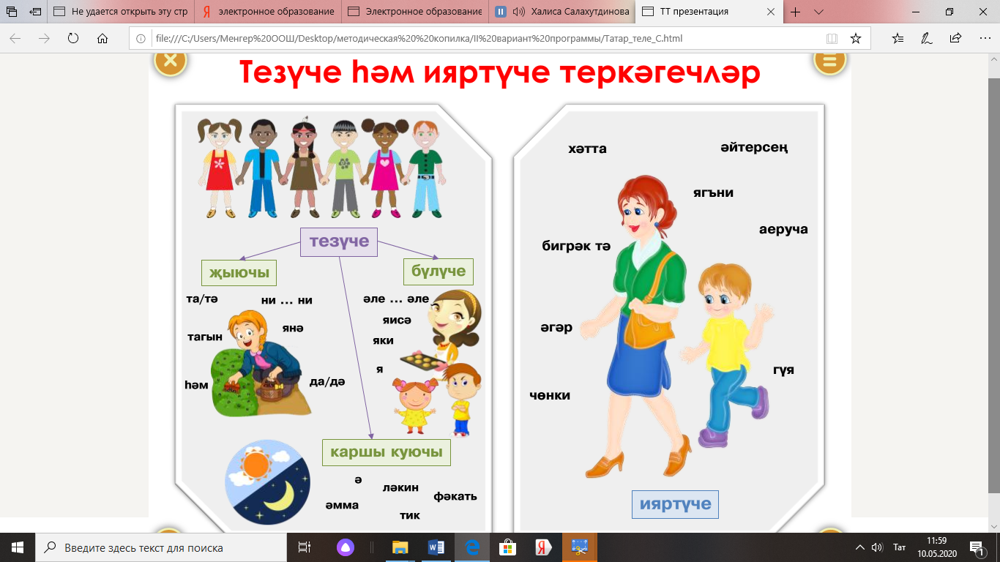 Не удается открыть эту стр
электронное образование
Электронное образование
Халиса Салахутдинова
ТТ презентация
file:///C:/Users/Менгер%20ООШ/Desktop/методическая%20%20копилка/II%20вариант%20программы/Татар_теле_С.html
Тезүче һәм ияртүче теркәгечләр
тезүче
җыючы
бүлүче
та/тә
ни ... ни
янә
тагын
һәм
да/дә
әле ... әле
яисә
яки
я
каршы куючы
ә
ләкин
фәкать
әмма
тик
хәтта
әйтерсең
ягъни
аеруча
бигрәк тә
әгәр
гүя
чөнки
ияртүче
Введите здесь текст для поиска
Тат
11:59
10.05.2020
1